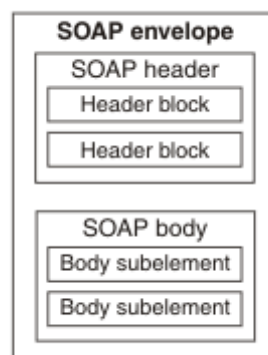 SOAP envelope
SOAP header
Header block
Header block
SOAP body
Body subelement
Body subelement